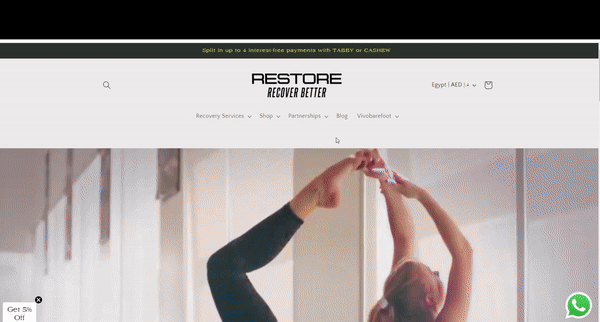 Split in up to 4 interest-free payments with TABBY or CASHEW
RESTORE
RECOVER BETTER
Egypt | AED د.إ
Recovery Services
Shop
Partnerships
Blog
Vivobarefoot
Get 5%
Off